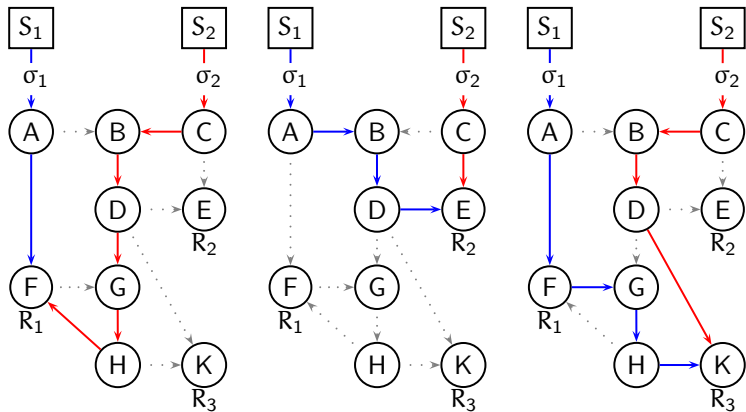 S₁ S₂ S₁ S₂ S₁ S₂
σ₁ σ₂ σ₁ σ₂ σ₁ σ₂
A B C A B C A B C
D E D E D E
R₂ R₂ R₂
F G F G F G
R₁ R₁ R₁
H K H K H K
R₃ R₃ R₃